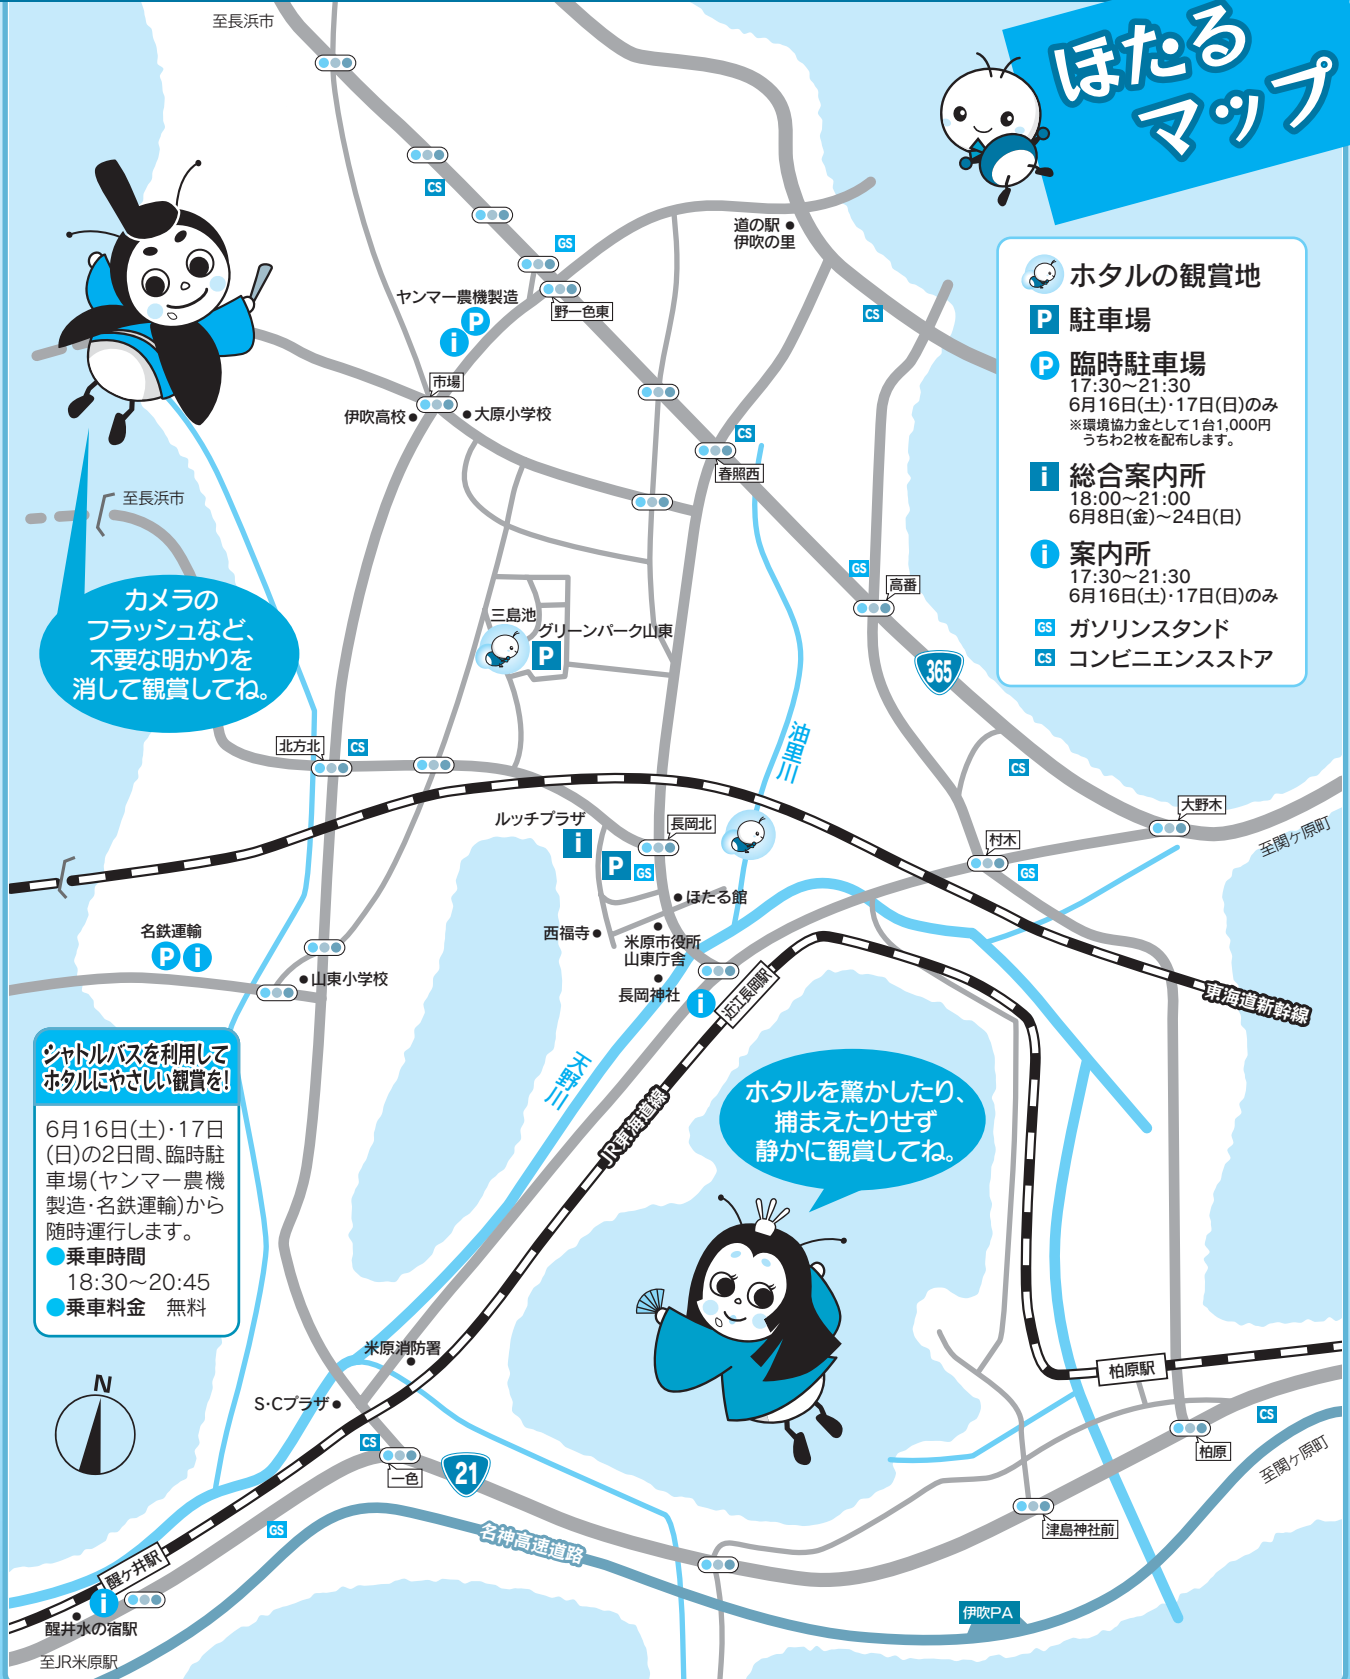 ほたる
マップ
至長浜市
CS
GS
道の駅
伊吹の里
ヤンマー農機製造
P
i
野一色東
CS
市場
伊吹高校
大原小学校
CS
春照西
ホタルの観賞地
P 駐車場
P 臨時駐車場
17:30〜21:30
6月16日(土)・17日(日)のみ
※環境協力金として1台1,000円
うちわ2枚を配布します。
i 総合案内所
18:00〜21:00
6月8日(金)〜24日(日)
i 案内所
17:30〜21:30
6月16日(土)・17日(日)のみ
GS ガソリンスタンド
CS コンビニエンスストア
至長浜市
カメラの
フラッシュなど、
不要な明かりを
消して観賞してね。
GS
高番
三島池
グリーンパーク山東
P
365
北方北
CS
油里川
CS
大野木
至関ヶ原町
ルッチプラザ
i
P
GS
長岡北
村木
GS
ほたる館
西福寺
米原市役所
山東庁舎
長岡神社
i
近江長岡駅
名鉄運輸
P i
山東小学校
東海道新幹線
シャトルバスを利用して
ホタルにやさしい観賞を!
6月16日(土)・17日
(日)の2日間、臨時駐
車場(ヤンマー農機
製造・名鉄運輸)から
随時運行します。
●乗車時間
18:30〜20:45
●乗車料金 無料
天野川
JR東海道線
ホタルを驚かしたり、
捕まえたりせず
静かに観賞してね。
N
米原消防署
S・Cプラザ
CS
一色
21
柏原駅
CS
柏原
至関ヶ原町
津島神社前
GS
名神高速道路
伊吹PA
醒ヶ井駅
i
醒井水の宿駅
至JR米原駅